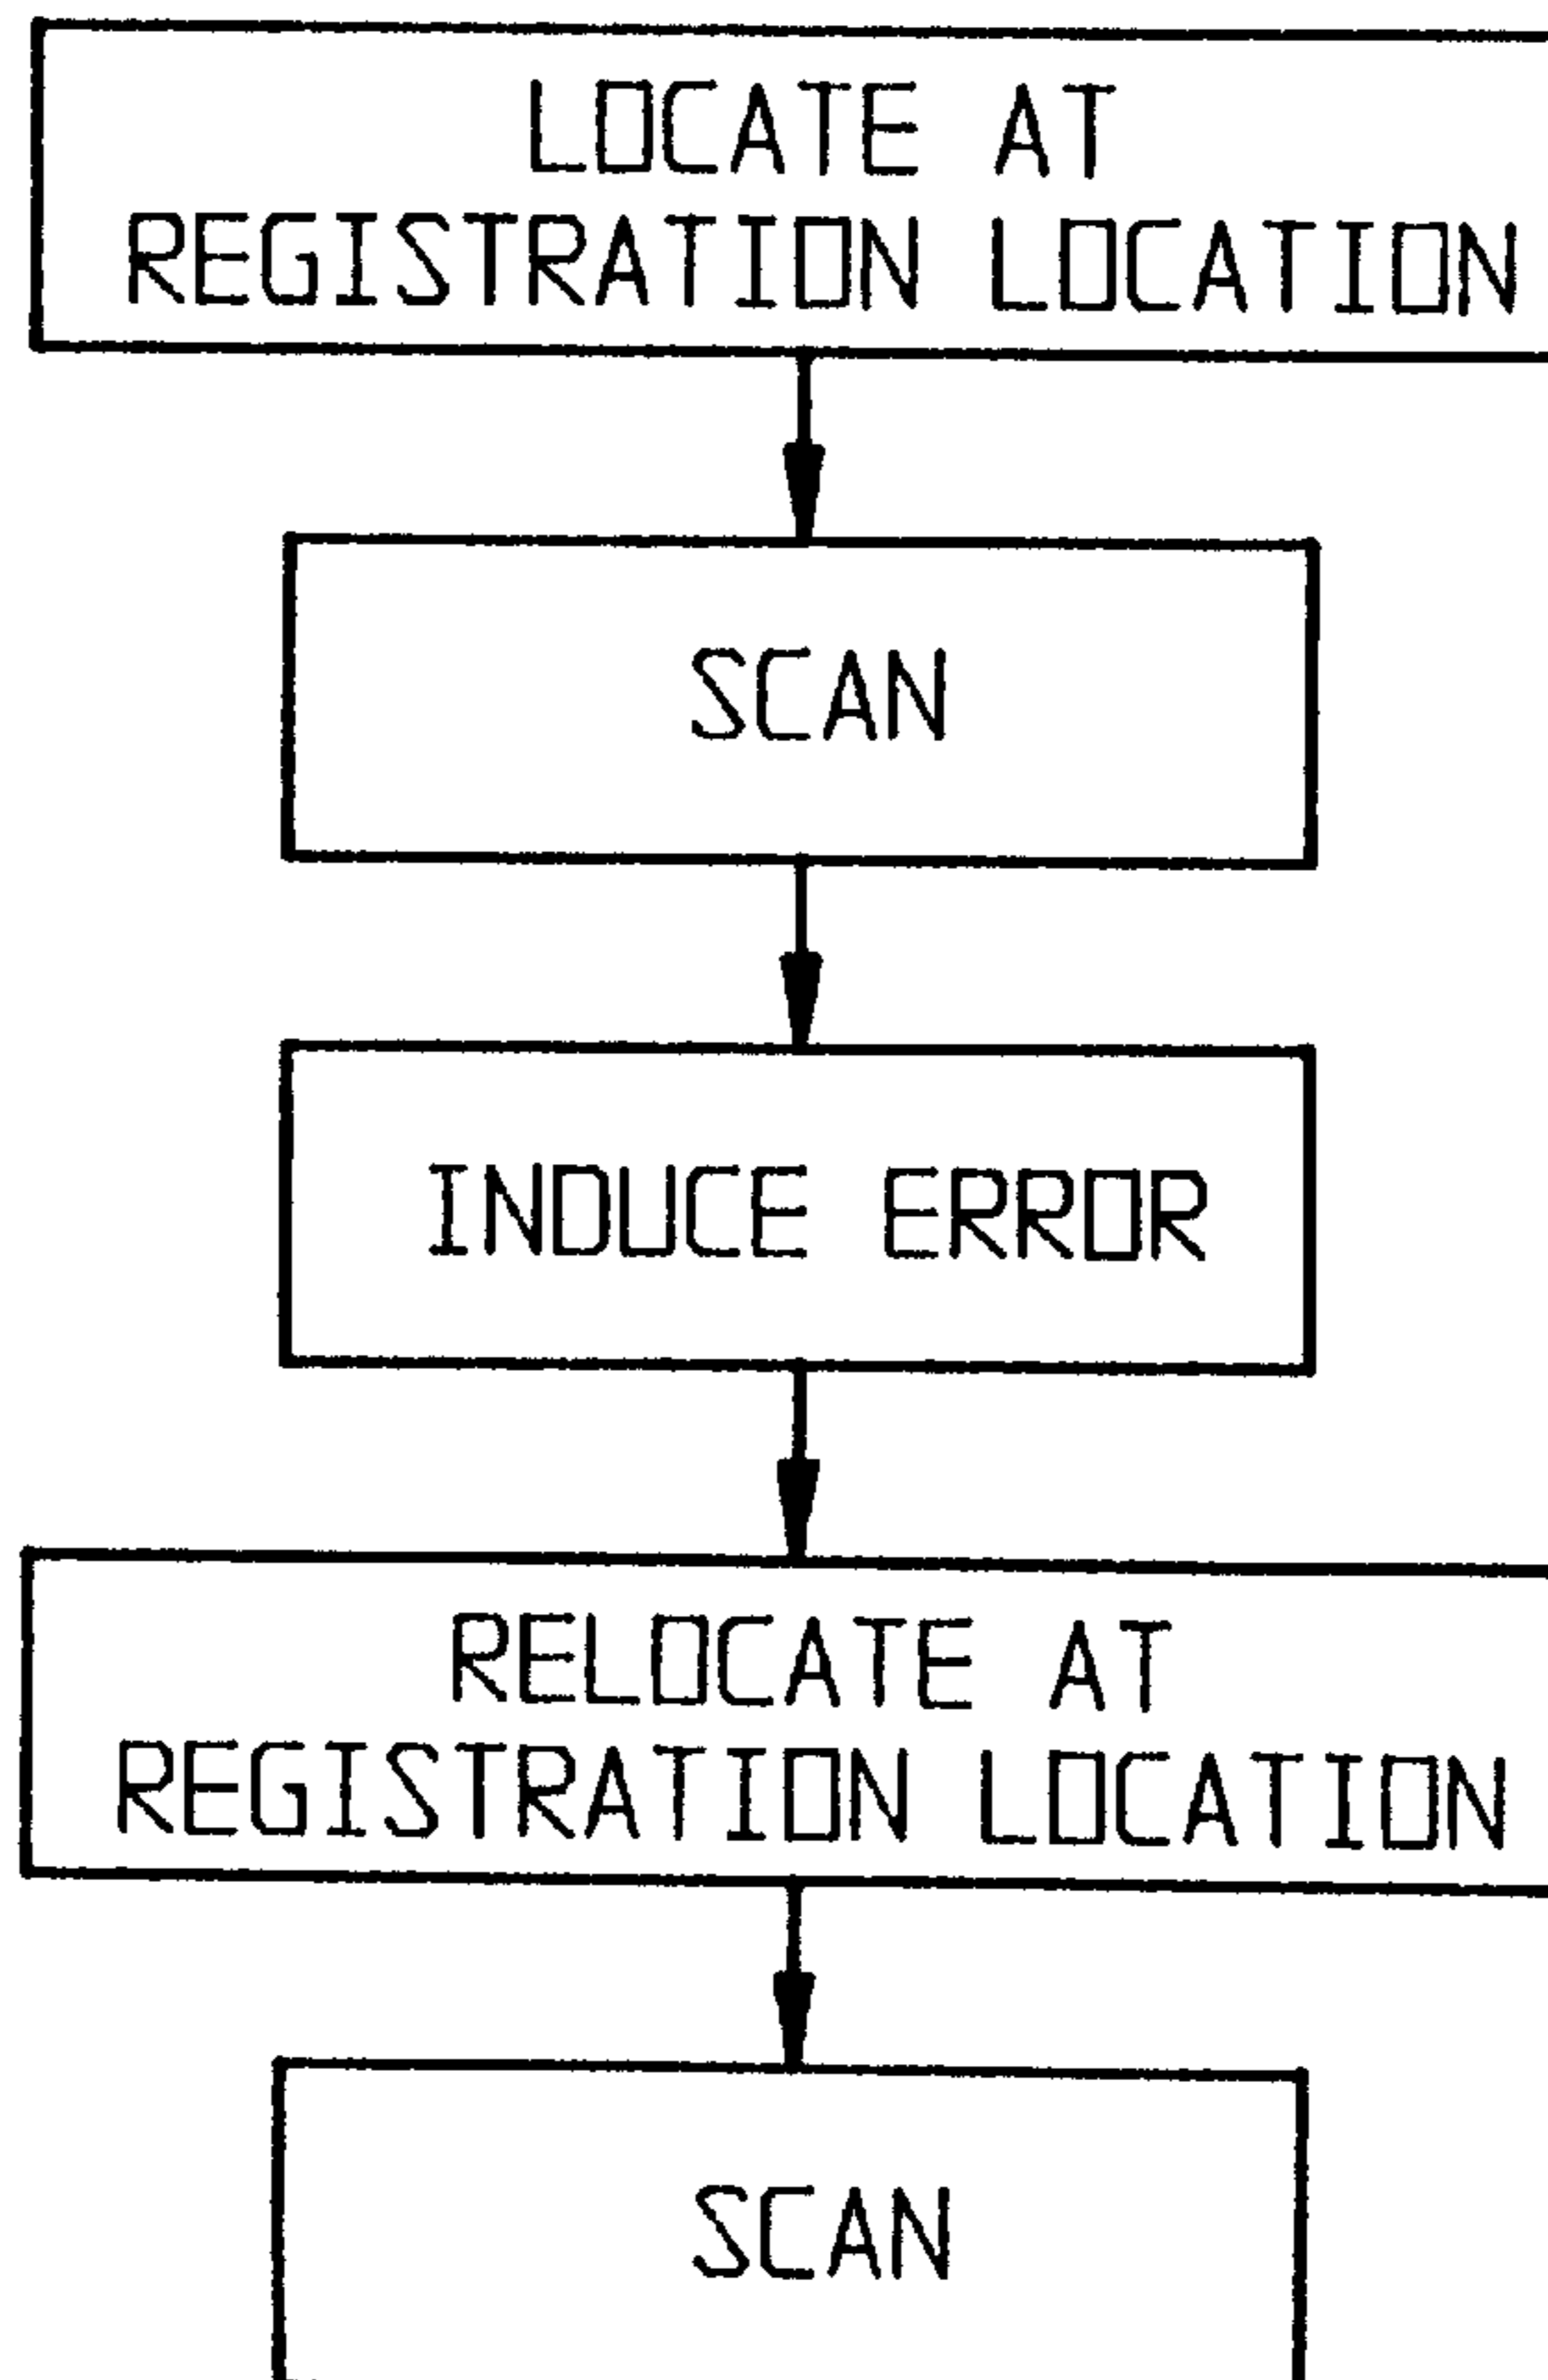 LOCATE AT
REGISTRATION LOCATION
SCAN
INDUCE ERROR
RELOCATE AT
REGISTRATION LOCATION
SCAN